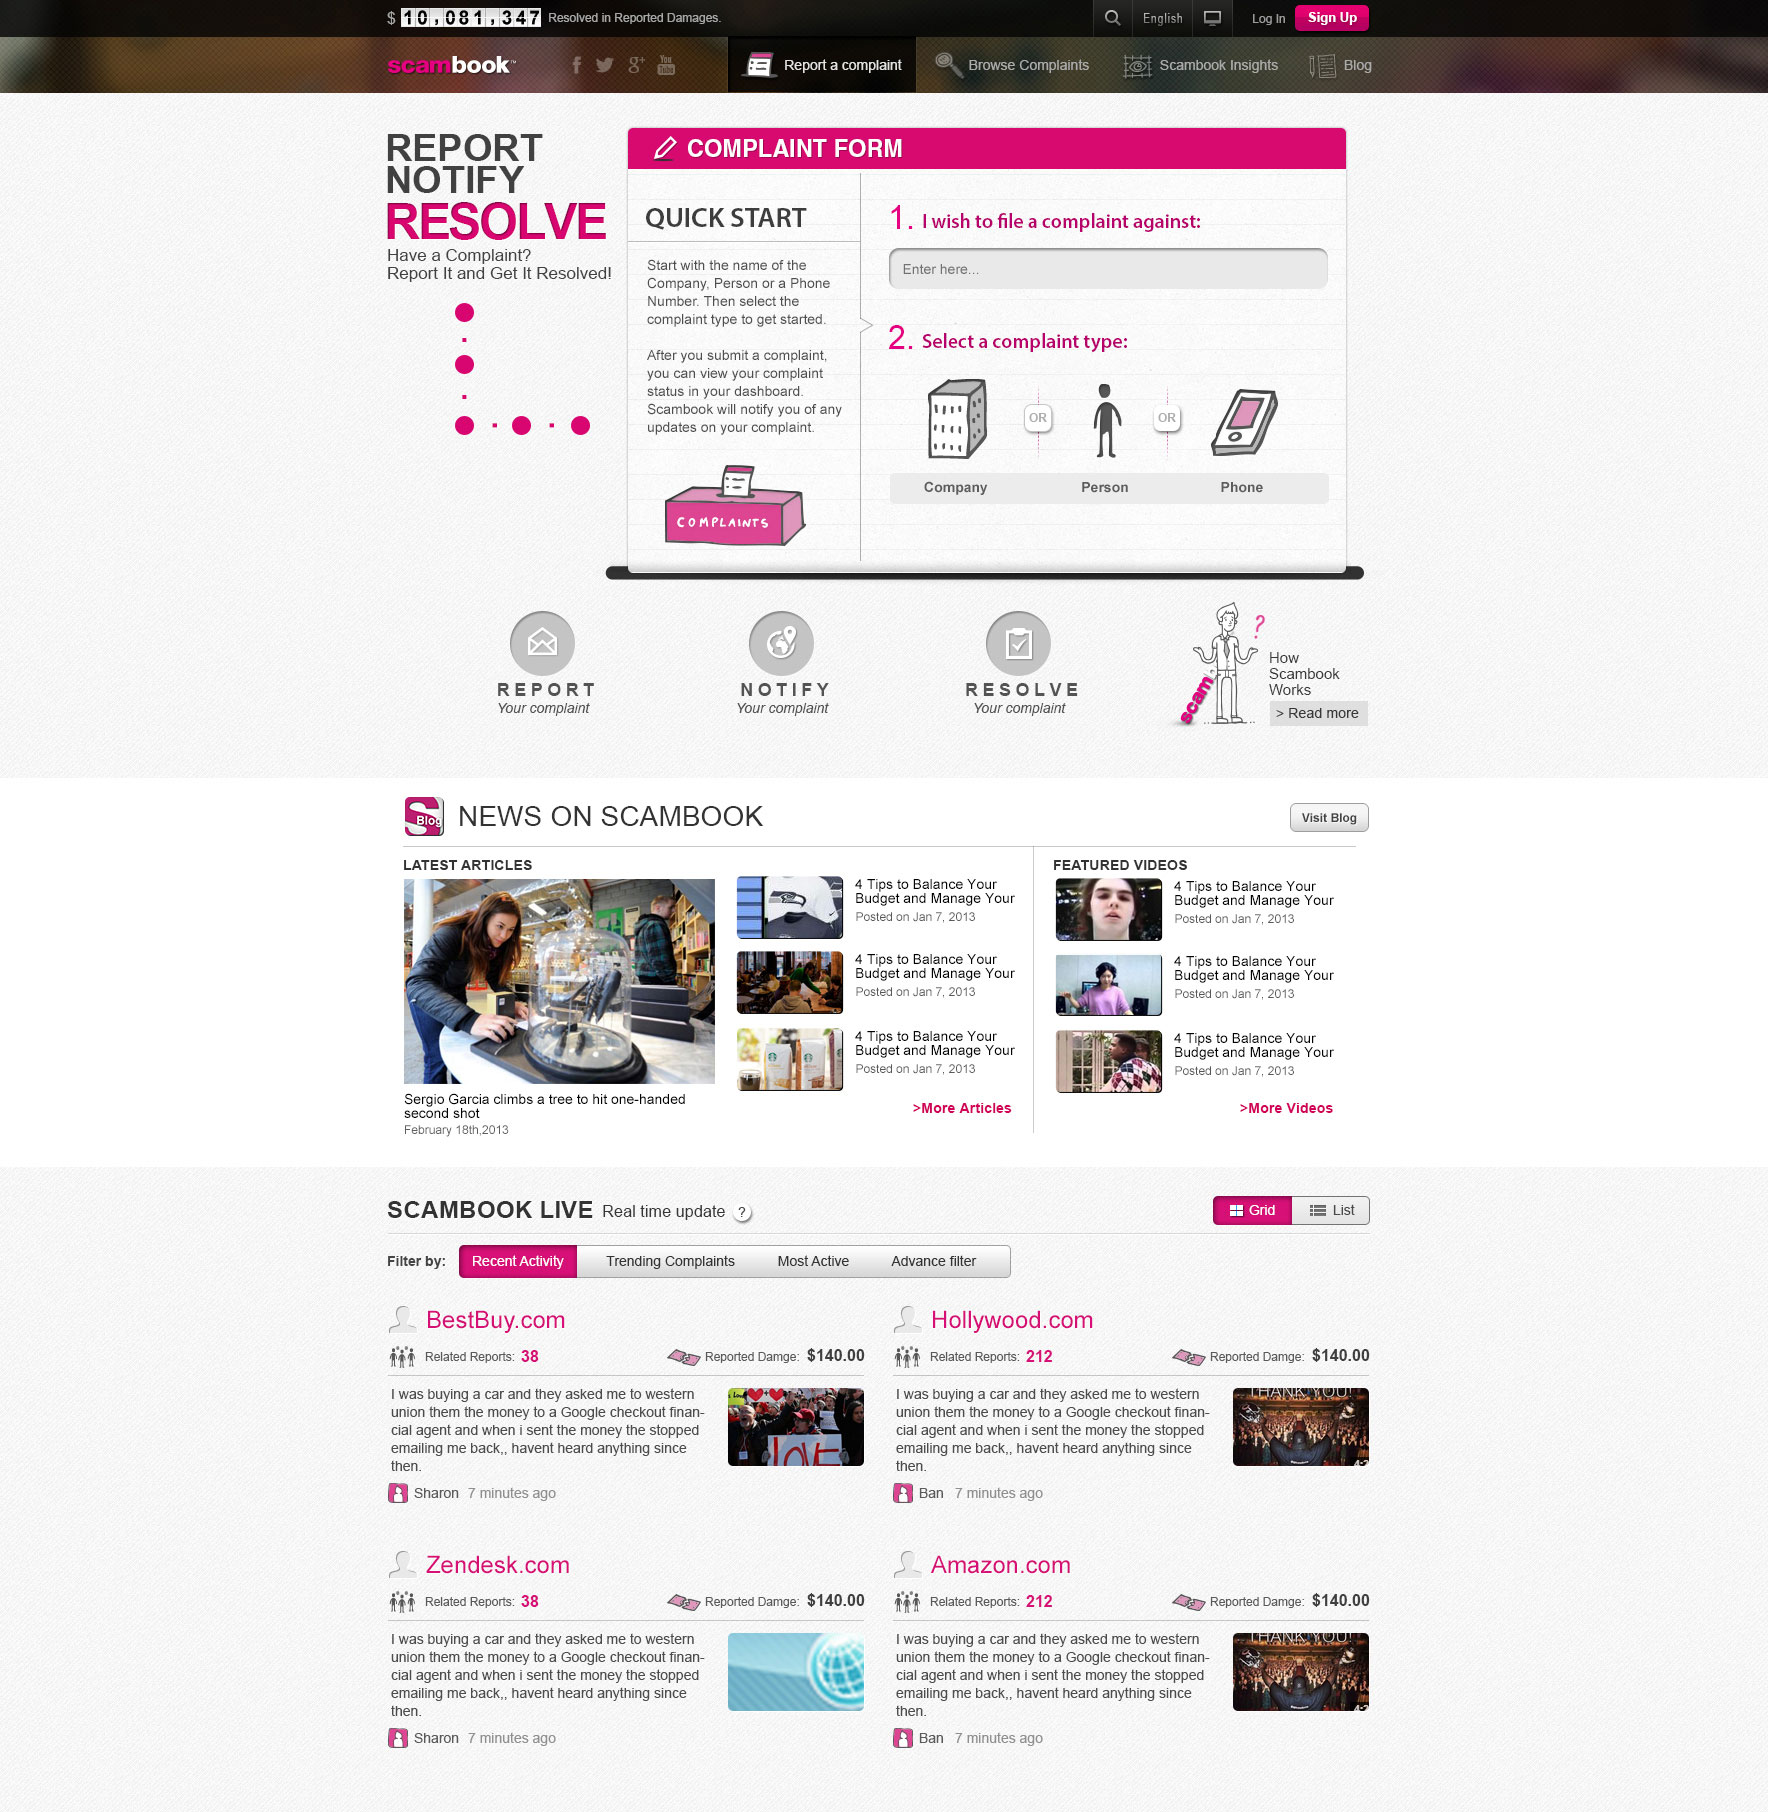 $ 10,081,347 Resolved in Reported Damages.
English
Log In
Sign Up
scambook™
You
Tube
Report a complaint
Browse Complaints
Scambook Insights
Blog
REPORT
NOTIFY
RESOLVE
Have a Complaint?
Report It and Get It Resolved!
COMPLAINT FORM
QUICK START
Start with the name of the
Company, Person or a Phone
Number. Then select the
complaint type to get started.
After you submit a complaint,
you can view your complaint
status in your dashboard.
Scambook will notify you of any
updates on your complaint.
COMPLAINTS
1. I wish to file a complaint against:
Enter here...
2. Select a complaint type:
OR
OR
Company
Person
Phone
REPORT
Your complaint
NOTIFY
Your complaint
RESOLVE
Your complaint
?
scam
How
Scambook
Works
> Read more
S
Blog
NEWS ON SCAMBOOK
Visit Blog
LATEST ARTICLES
Sergio Garcia climbs a tree to hit one-handed
second shot
February 18th,2013
4 Tips to Balance Your
Budget and Manage Your
Posted on Jan 7, 2013
4 Tips to Balance Your
Budget and Manage Your
Posted on Jan 7, 2013
4 Tips to Balance Your
Budget and Manage Your
Posted on Jan 7, 2013
>More Articles
FEATURED VIDEOS
4 Tips to Balance Your
Budget and Manage Your
Posted on Jan 7, 2013
4 Tips to Balance Your
Budget and Manage Your
Posted on Jan 7, 2013
4 Tips to Balance Your
Budget and Manage Your
Posted on Jan 7, 2013
>More Videos
SCAMBOOK LIVE Real time update ?
Grid
List
Filter by:
Recent Activity
Trending Complaints
Most Active
Advance filter
BestBuy.com
Related Reports: 38
Reported Damge: $140.00
I was buying a car and they asked me to western
union them the money to a Google checkout finan-
cial agent and when i sent the money the stopped
emailing me back,, havent heard anything since
then.
LOVE
Sharon 7 minutes ago
Hollywood.com
Related Reports: 212
Reported Damge: $140.00
I was buying a car and they asked me to western
union them the money to a Google checkout finan-
cial agent and when i sent the money the stopped
emailing me back,, havent heard anything since
then.
THANK YOU!
Ban 7 minutes ago
Zendesk.com
Related Reports: 38
Reported Damge: $140.00
I was buying a car and they asked me to western
union them the money to a Google checkout finan-
cial agent and when i sent the money the stopped
emailing me back,, havent heard anything since
then.
Sharon 7 minutes ago
Amazon.com
Related Reports: 212
Reported Damge: $140.00
I was buying a car and they asked me to western
union them the money to a Google checkout finan-
cial agent and when i sent the money the stopped
emailing me back,, havent heard anything since
then.
THANK YOU!
Ban 7 minutes ago